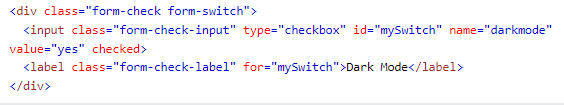 <div class="form-check form-switch">
  <input class="form-check-input" type="checkbox" id="mySwitch" name="darkmode"
value="yes" checked>
  <label class="form-check-label" for="mySwitch">Dark Mode</label>
</div>